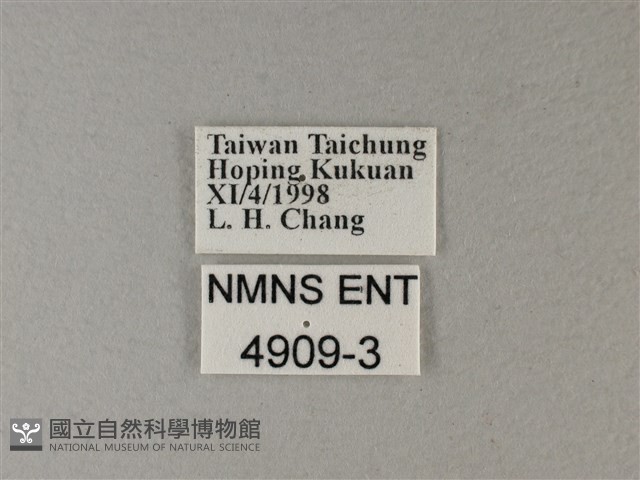 Taiwan Taichung
Hoping Kukuan
XI/4/1998
L. H. Chang
NMNS ENT
4909-3
國立自然科學博物館
NATIONAL MUSEUM OF NATURAL SCIENCE